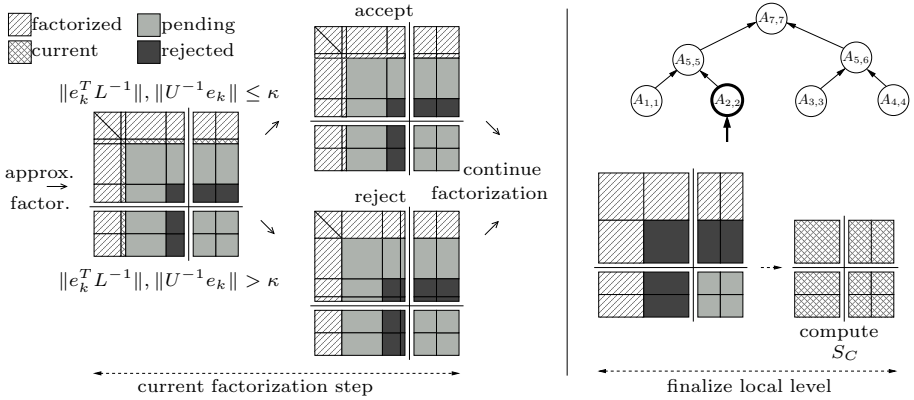 factorized
pending
current
rejected
accept
‖e_k^T L^{-1}‖, ‖U^{-1}e_k‖ ≤ κ
approx.
factor.
‖e_k^T L^{-1}‖, ‖U^{-1}e_k‖ > κ
reject
continue
factorization
current factorization step
A_{7,7}
A_{5,5}
A_{5,6}
A_{1,1}
A_{2,2}
A_{3,3}
A_{4,4}
compute
S_C
finalize local level